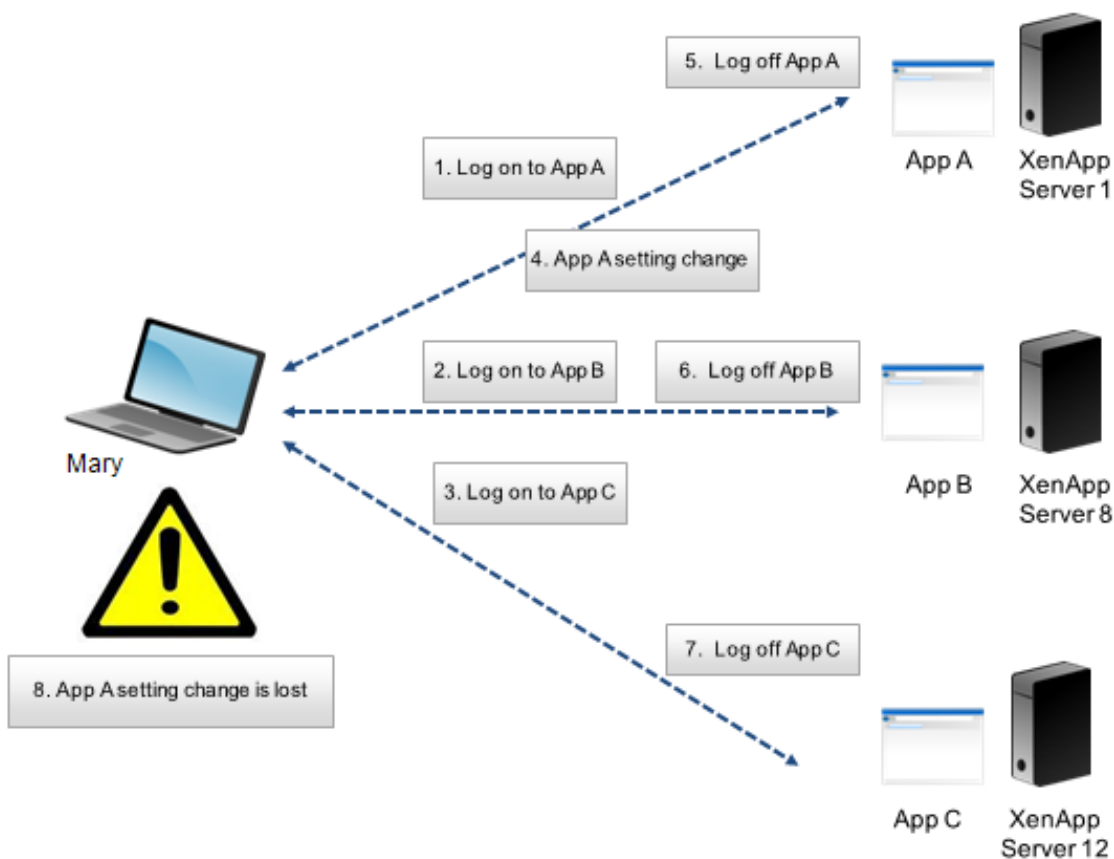 5. Log off App A
1. Log on to App A
App A
XenApp
Server 1
4. App A setting change
2. Log on to App B
6. Log off App B
Mary
3. Log on to App C
App B
XenApp
Server 8
7. Log off App C
8. App A setting change is lost
App C
XenApp
Server 12